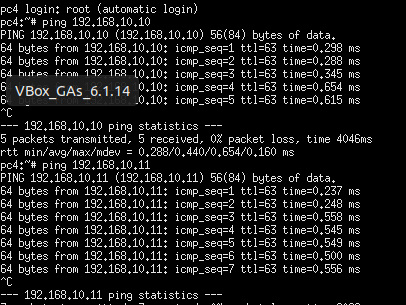 pc4 login: root (automatic login)
pc4:~# ping 192.168.10.10
PING 192.168.10.10 (192.168.10.10) 56(84) bytes of data.
64 bytes from 192.168.10.10: icmp_seq=1 ttl=63 time=0.298 ms
64 bytes from 192.168.10.10: icmp_seq=2 ttl=63 time=0.288 ms
64 bytes from 192.168.10.10: icmp_seq=3 ttl=63 time=0.345 ms
64 bytes from 192.168.10.10: icmp_seq=4 ttl=63 time=0.654 ms
.168.10.10: icmp_seq=5 ttl=63 time=0.615 ms
VBox_GAs_6.1.14
^C
--- 192.168.10.10 ping statistics ---
5 packets transmitted, 5 received, 0% packet loss, time 4046ms
rtt min/avg/max/mdev = 0.288/0.440/0.654/0.160 ms
pc4:~# ping 192.168.10.11
PING 192.168.10.11 (192.168.10.11) 56(84) bytes of data.
64 bytes from 192.168.10.11: icmp_seq=1 ttl=63 time=0.237 ms
64 bytes from 192.168.10.11: icmp_seq=2 ttl=63 time=0.248 ms
64 bytes from 192.168.10.11: icmp_seq=3 ttl=63 time=0.558 ms
64 bytes from 192.168.10.11: icmp_seq=4 ttl=63 time=0.545 ms
64 bytes from 192.168.10.11: icmp_seq=5 ttl=63 time=0.549 ms
64 bytes from 192.168.10.11: icmp_seq=6 ttl=63 time=0.500 ms
64 bytes from 192.168.10.11: icmp_seq=7 ttl=63 time=0.556 ms
^C
--- 192.168.10.11 ping statistics ---